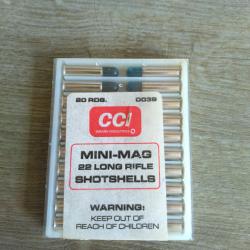 20 RDS. 0039
CCI
MINI-MAG
22 LONG RIFLE
SHOTSHELLS
WARNING:
KEEP OUT OF
REACH OF CHILDREN